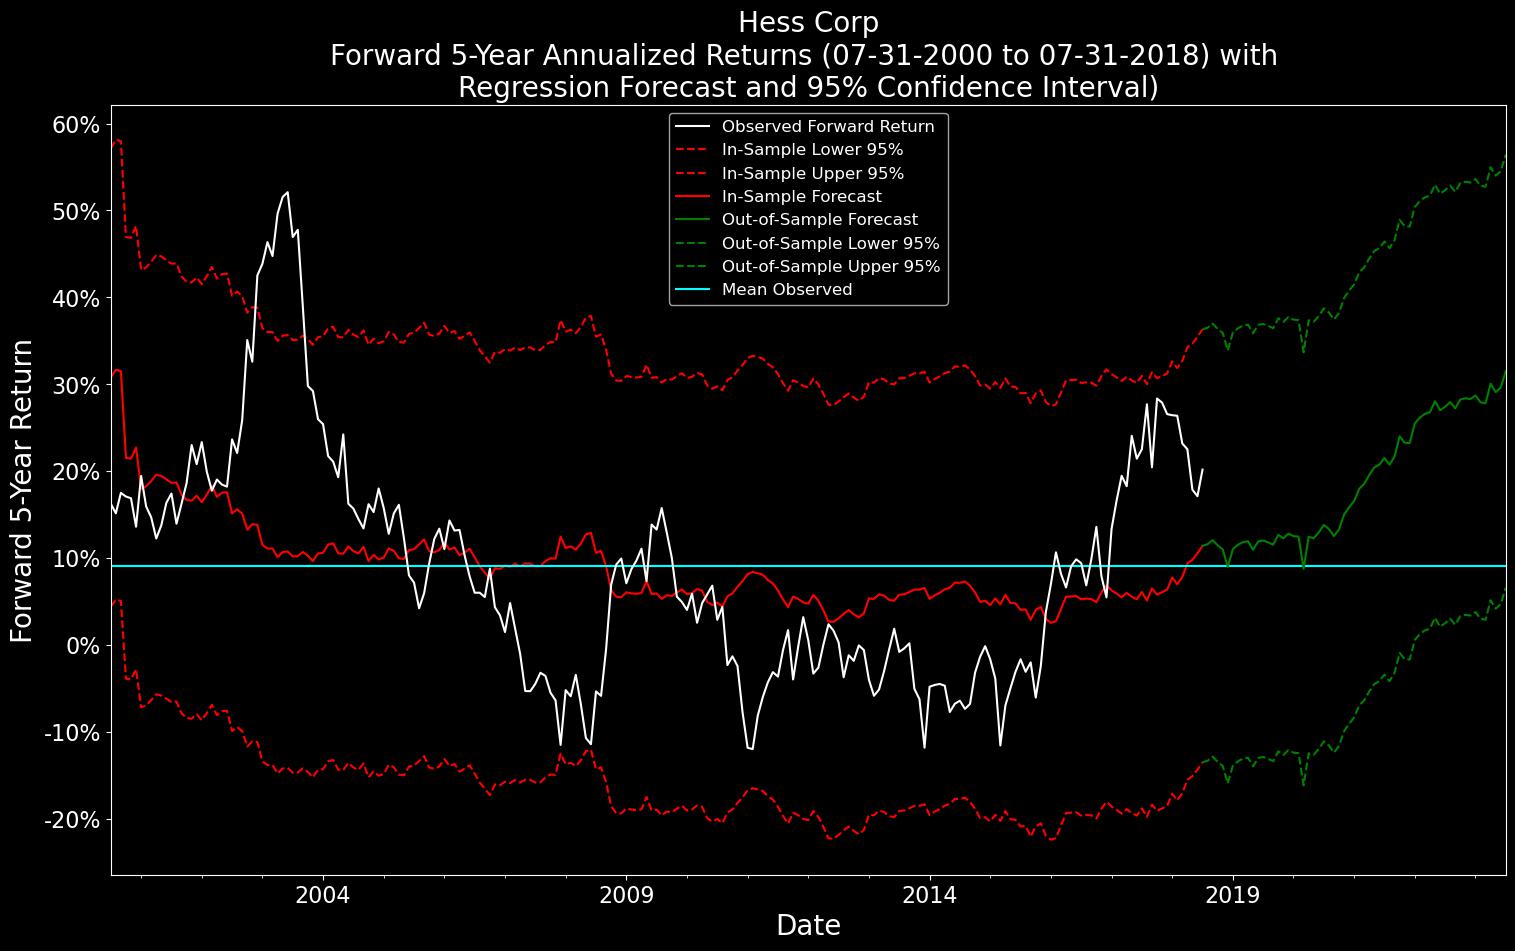 Hess Corp
Forward 5-Year Annualized Returns (07-31-2000 to 07-31-2018) with
Regression Forecast and 95% Confidence Interval)
60%
50%
40%
30%
20%
10%
0%
-10%
-20%
Forward 5-Year Return
Observed Forward Return
In-Sample Lower 95%
In-Sample Upper 95%
In-Sample Forecast
Out-of-Sample Forecast
Out-of-Sample Lower 95%
Out-of-Sample Upper 95%
Mean Observed
2004
2009
2014
2019
Date